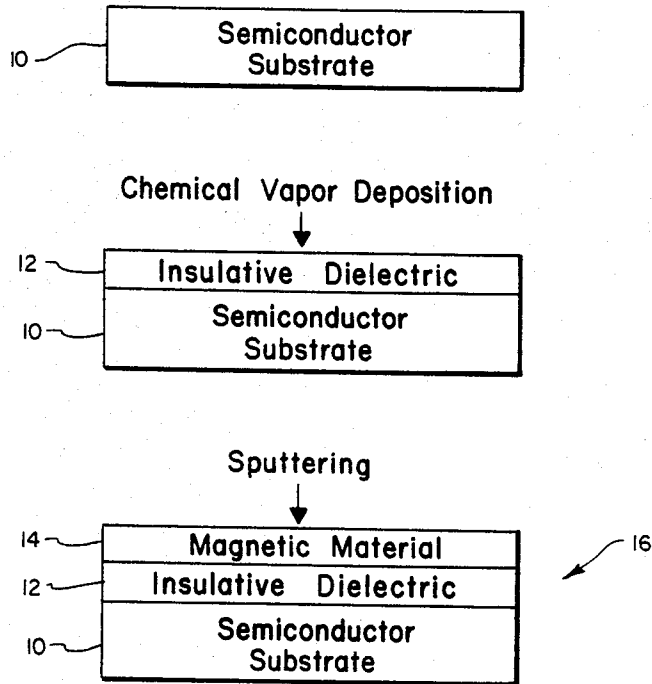 Semiconductor
10
Substrate
Chemical Vapor Deposition
12
Insulative Dielectric
Semiconductor
10
Substrate
Sputtering
14
Magnetic Material
16
12
Insulative Dielectric
Semiconductor
10
Substrate